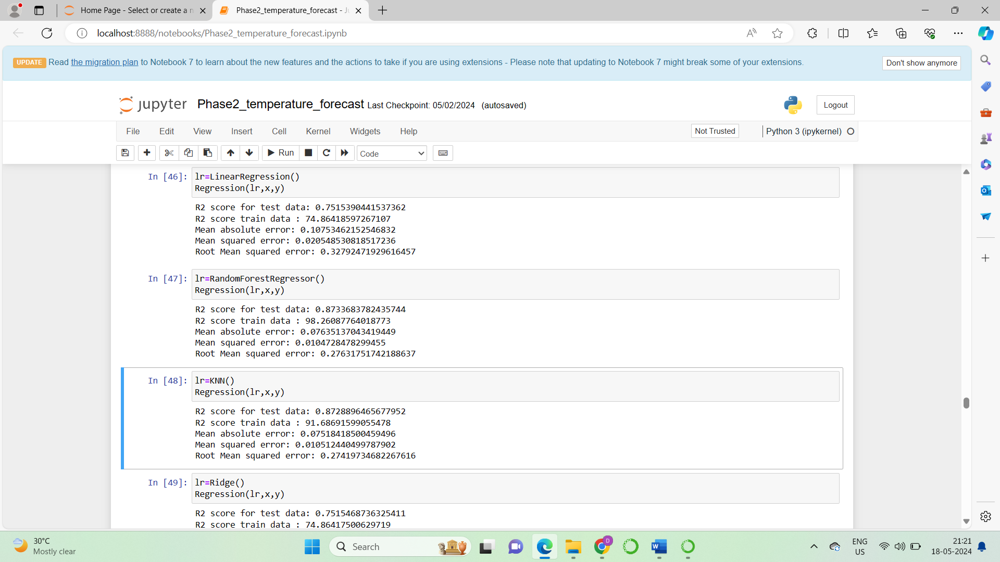 Home Page - Select or create a n
Phase2_temperature_forecast - Ju
localhost:8888/notebooks/Phase2_temperature_forecast.ipynb
UPDATE Read the migration plan to Notebook 7 to learn about the new features and the actions to take if you are using extensions - Please note that updating to Notebook 7 might break some of your extensions.
Don't show anymore
jupyter Phase2_temperature_forecast Last Checkpoint: 05/02/2024 (autosaved)
Logout
File Edit View Insert Cell Kernel Widgets Help
Not Trusted
Python 3 (ipykernel)
Run
Code
In [46]: lr=LinearRegression()
Regression(lr,x,y)
R2 score for test data: 0.7515390441537362
R2 score train data : 74.86418597267107
Mean absolute error: 0.10753462152546832
Mean squared error: 0.020548530818517236
Root Mean squared error: 0.32792471929616457
In [47]: lr=RandomForestRegressor()
Regression(lr,x,y)
R2 score for test data: 0.8733683782435744
R2 score train data : 98.26087764018773
Mean absolute error: 0.07635137043419449
Mean squared error: 0.0104728478299455
Root Mean squared error: 0.27631751742188637
In [48]: lr=KNN()
Regression(lr,x,y)
R2 score for test data: 0.8728896465677952
R2 score train data : 91.68691599055478
Mean absolute error: 0.07518418500459496
Mean squared error: 0.010512440499787902
Root Mean squared error: 0.27419734682267616
In [49]: lr=Ridge()
Regression(lr,x,y)
R2 score for test data: 0.7515468736325411
R2 score train data : 74.86417500629719
30°C
Mostly clear
Search
D
ENG
US
21:21
18-05-2024